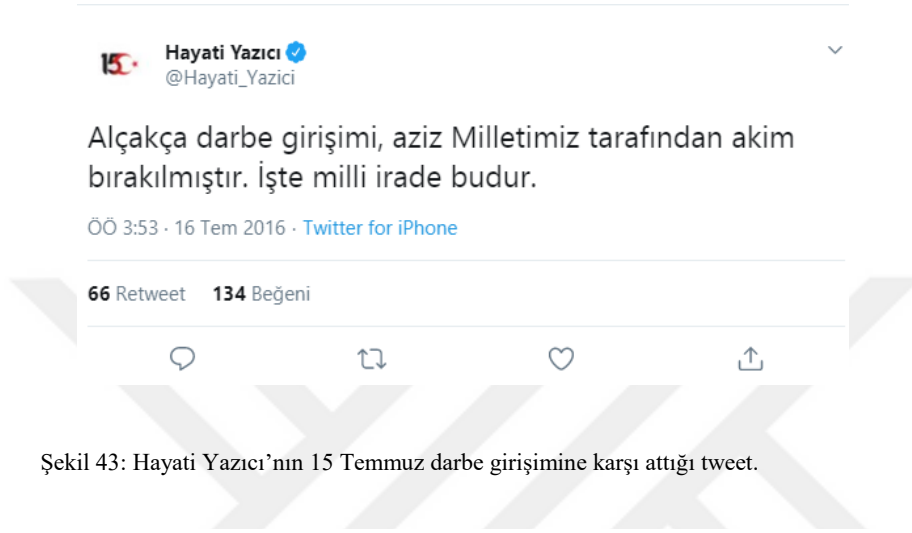 15
Hayati Yazıcı
@Hayati_Yazici
Alçakça darbe girişimi, aziz Milletimiz tarafından akim
bırakılmıştır. İşte milli irade budur.
ÖÖ 3:53 · 16 Tem 2016 · Twitter for iPhone
66 Retweet 134 Beğeni
Şekil 43: Hayati Yazıcı’nın 15 Temmuz darbe girişimine karşı attığı tweet.